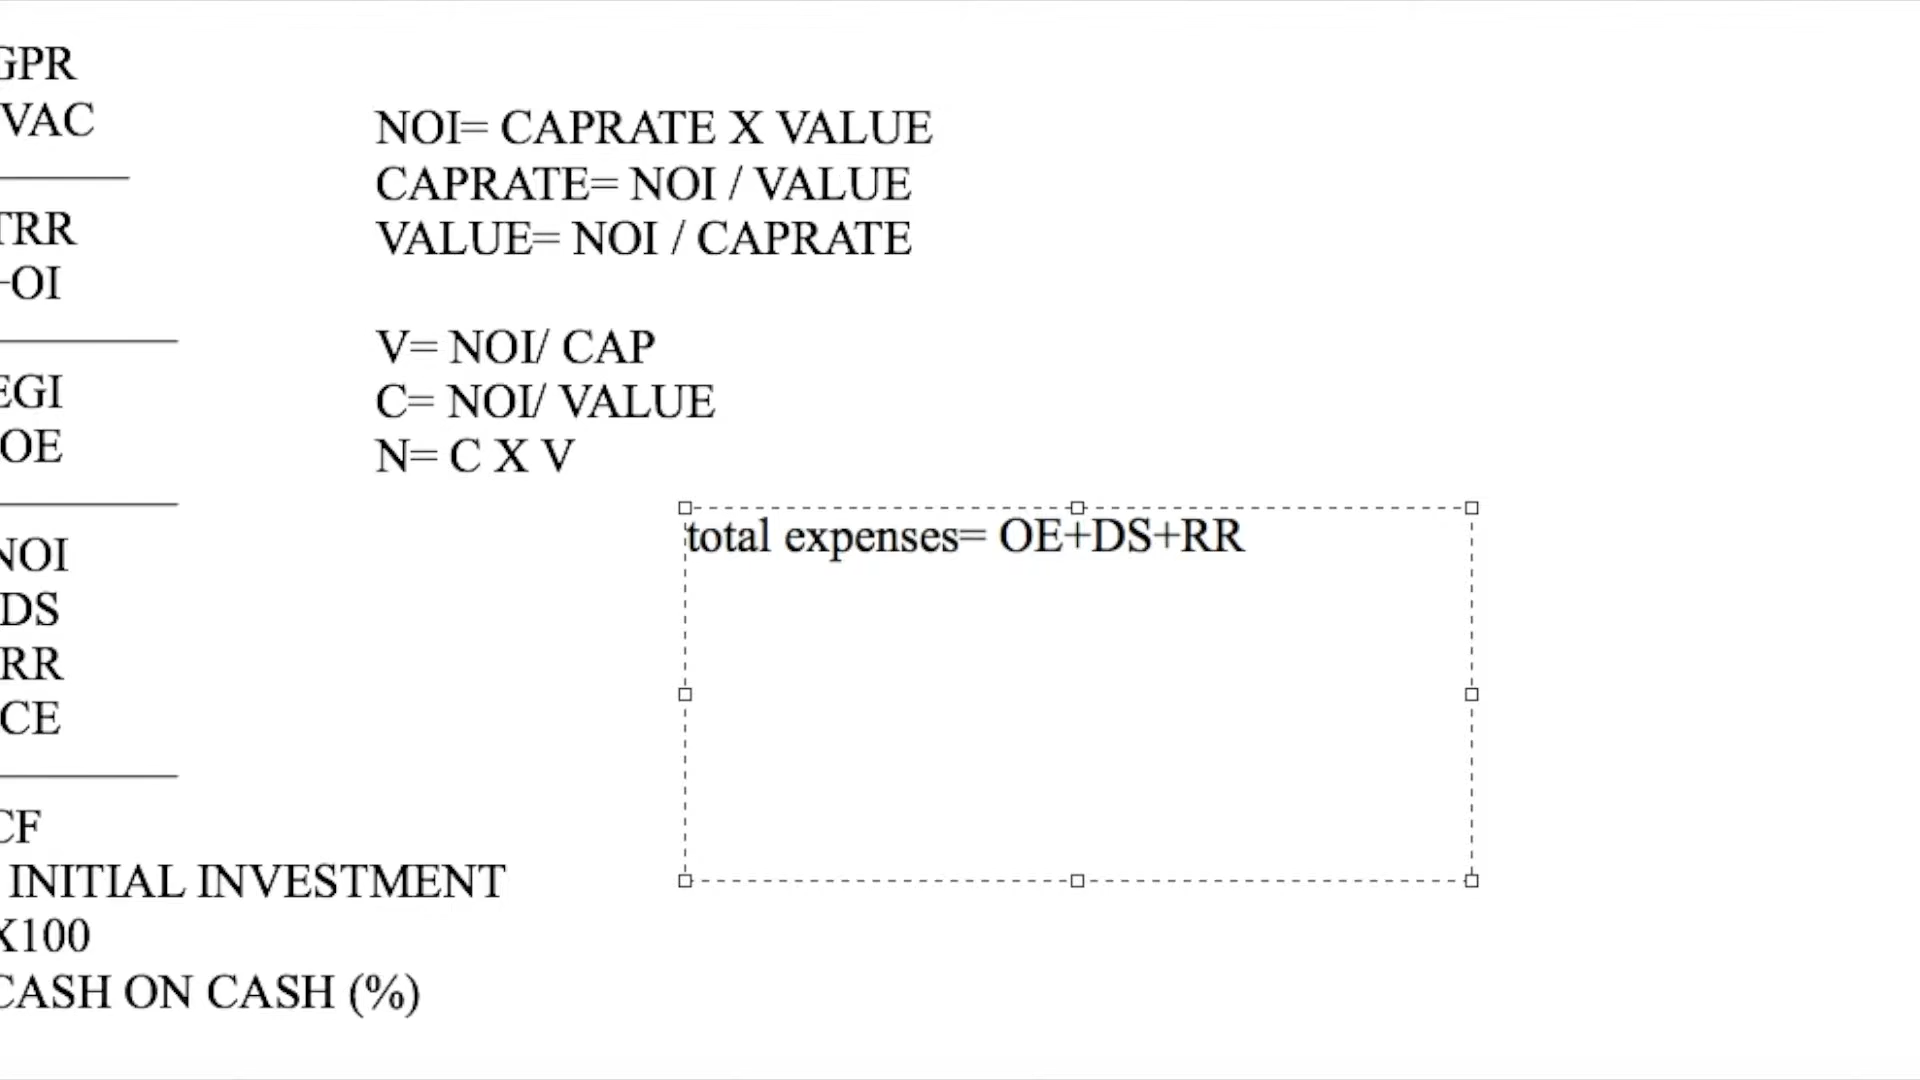 GPR
VAC
TRR
+OI
EGI
OE
NOI
DS
RR
CE
CF
INITIAL INVESTMENT
X100
CASH ON CASH (%)
NOI= CAPRATE X VALUE
CAPRATE= NOI / VALUE
VALUE= NOI / CAPRATE
V= NOI/ CAP
C= NOI/ VALUE
N= C X V
total expenses= OE+DS+RR